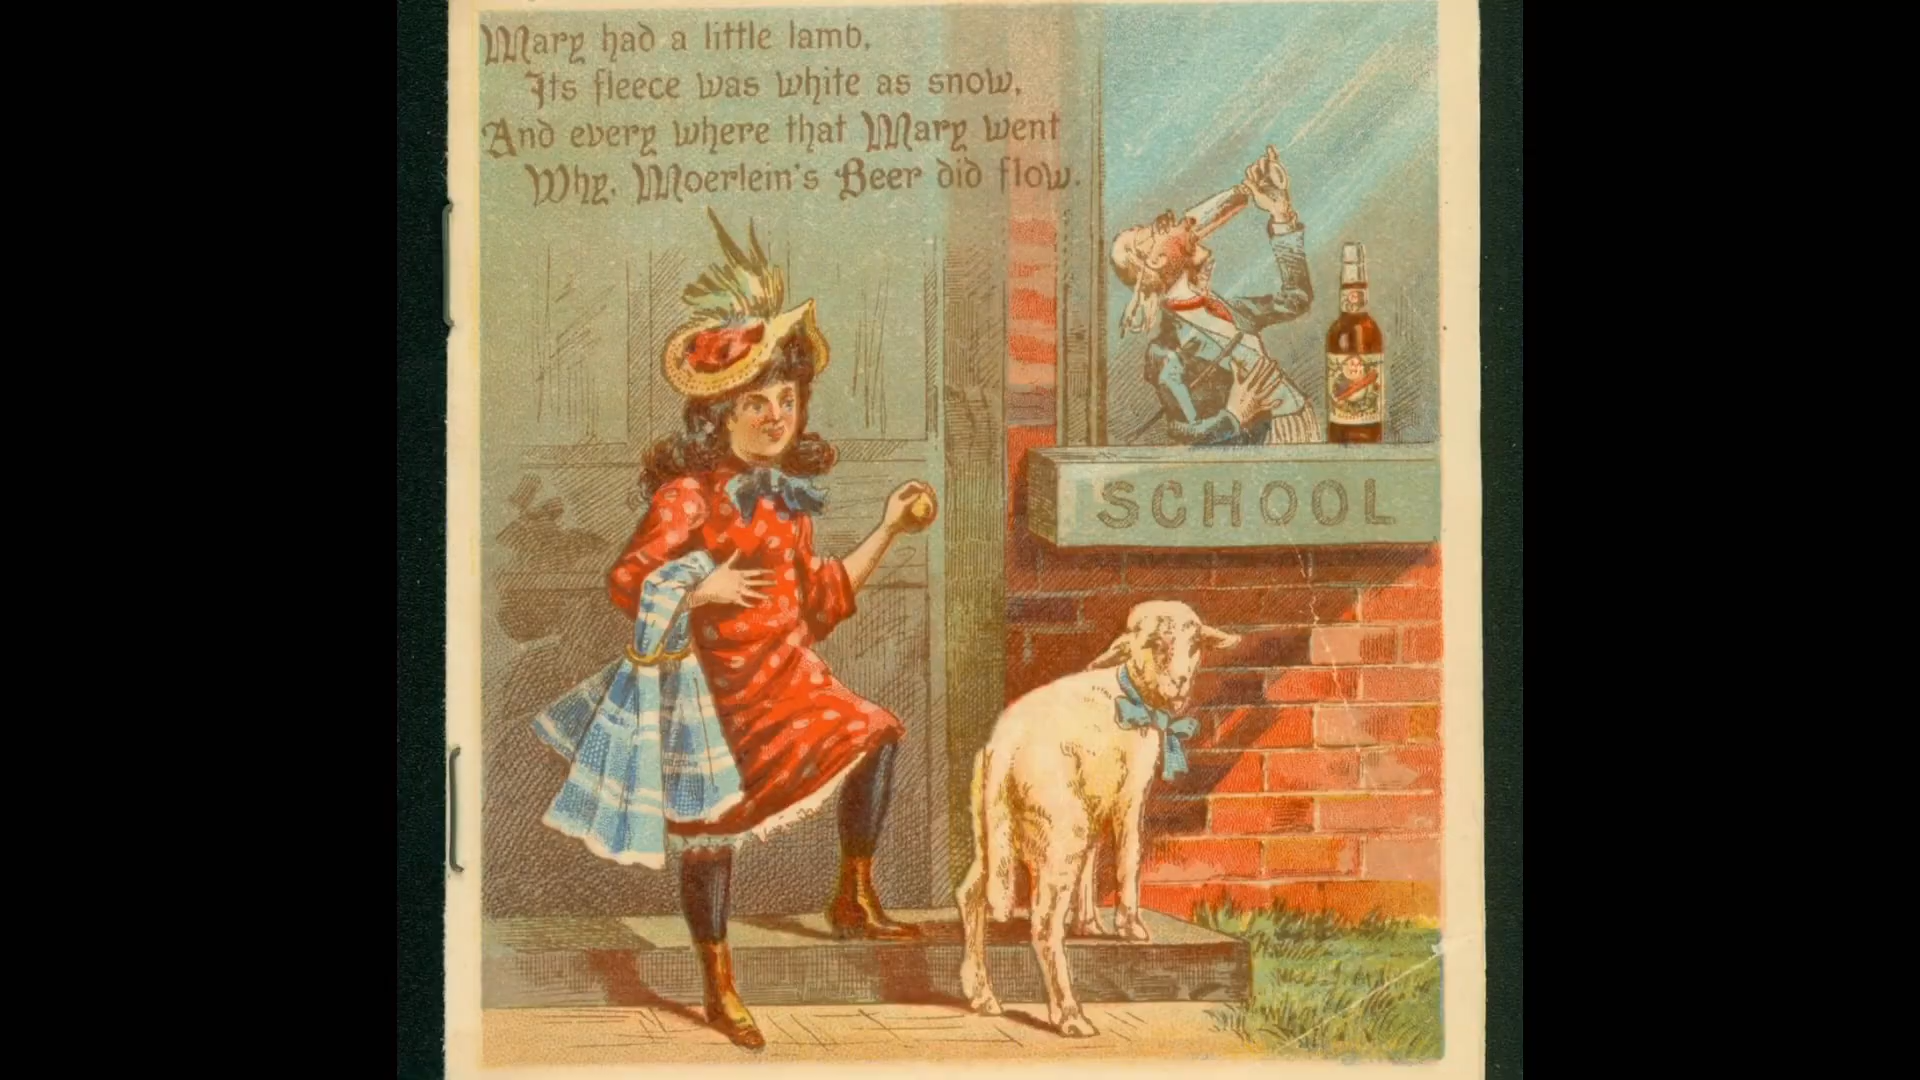 Mary had a little lamb,
Its fleece was white as snow,
And every where that Mary went
Why, Moerlein's Beer did flow.
SCHOOL